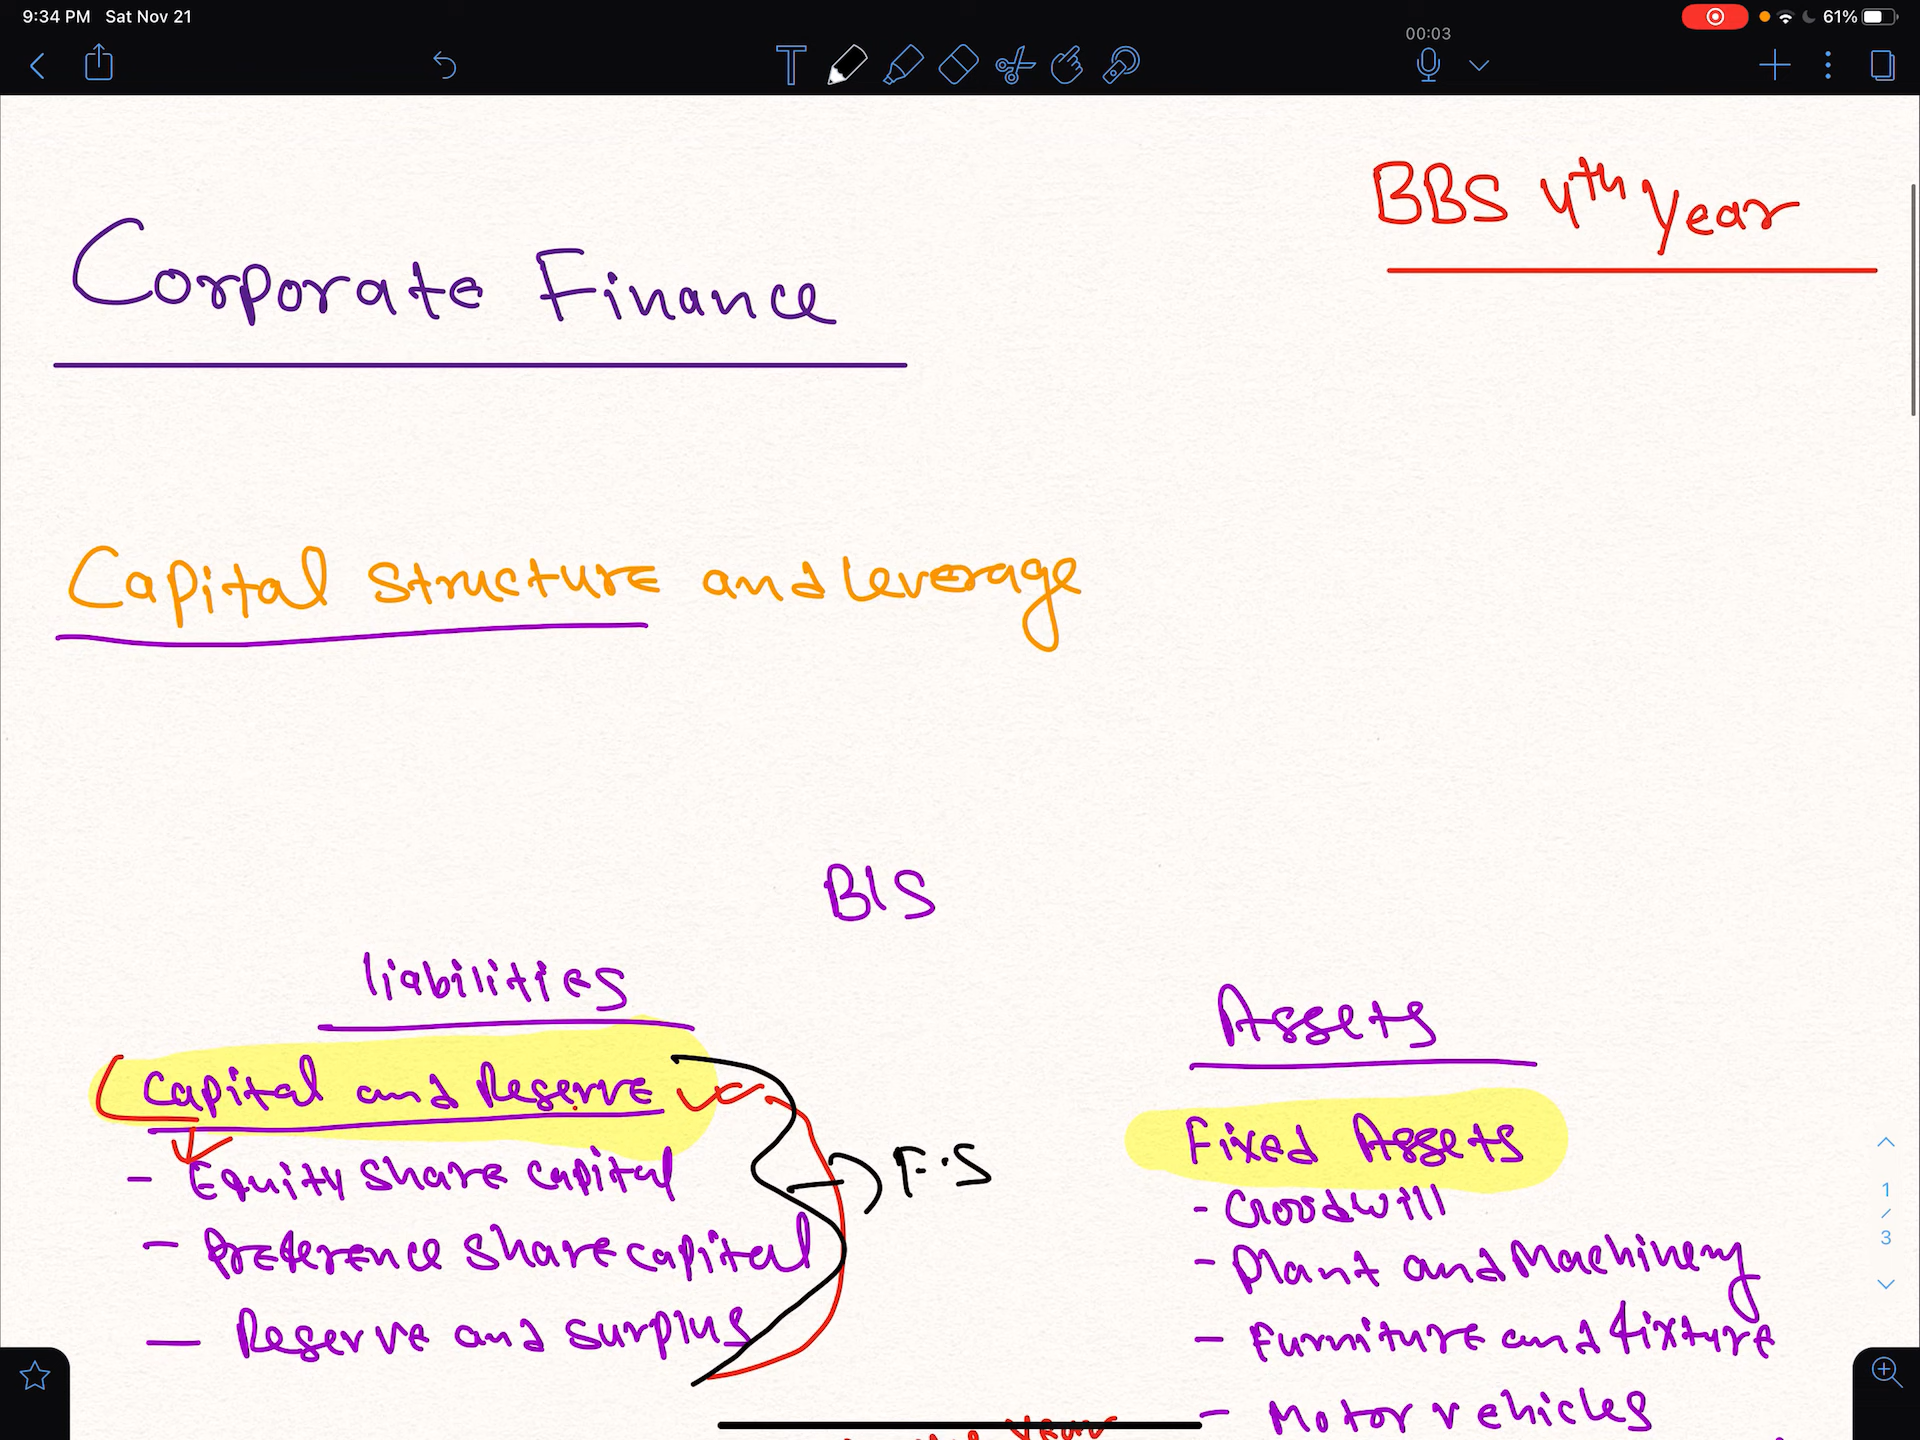 9:34 PM Sat Nov 21
61%
00:03
BBS 4th Year
Corporate Finance
Capital structure and leverage
B/S
liabilities
Capital and Reserve
- Equity share capital
- Preference share capital
- Reserve and surplus
F.S
Assets
Fixed Assets
- Goodwill
- Plant and Machinery
- Furniture and fixture
- Motor vehicles
year
1
/
3